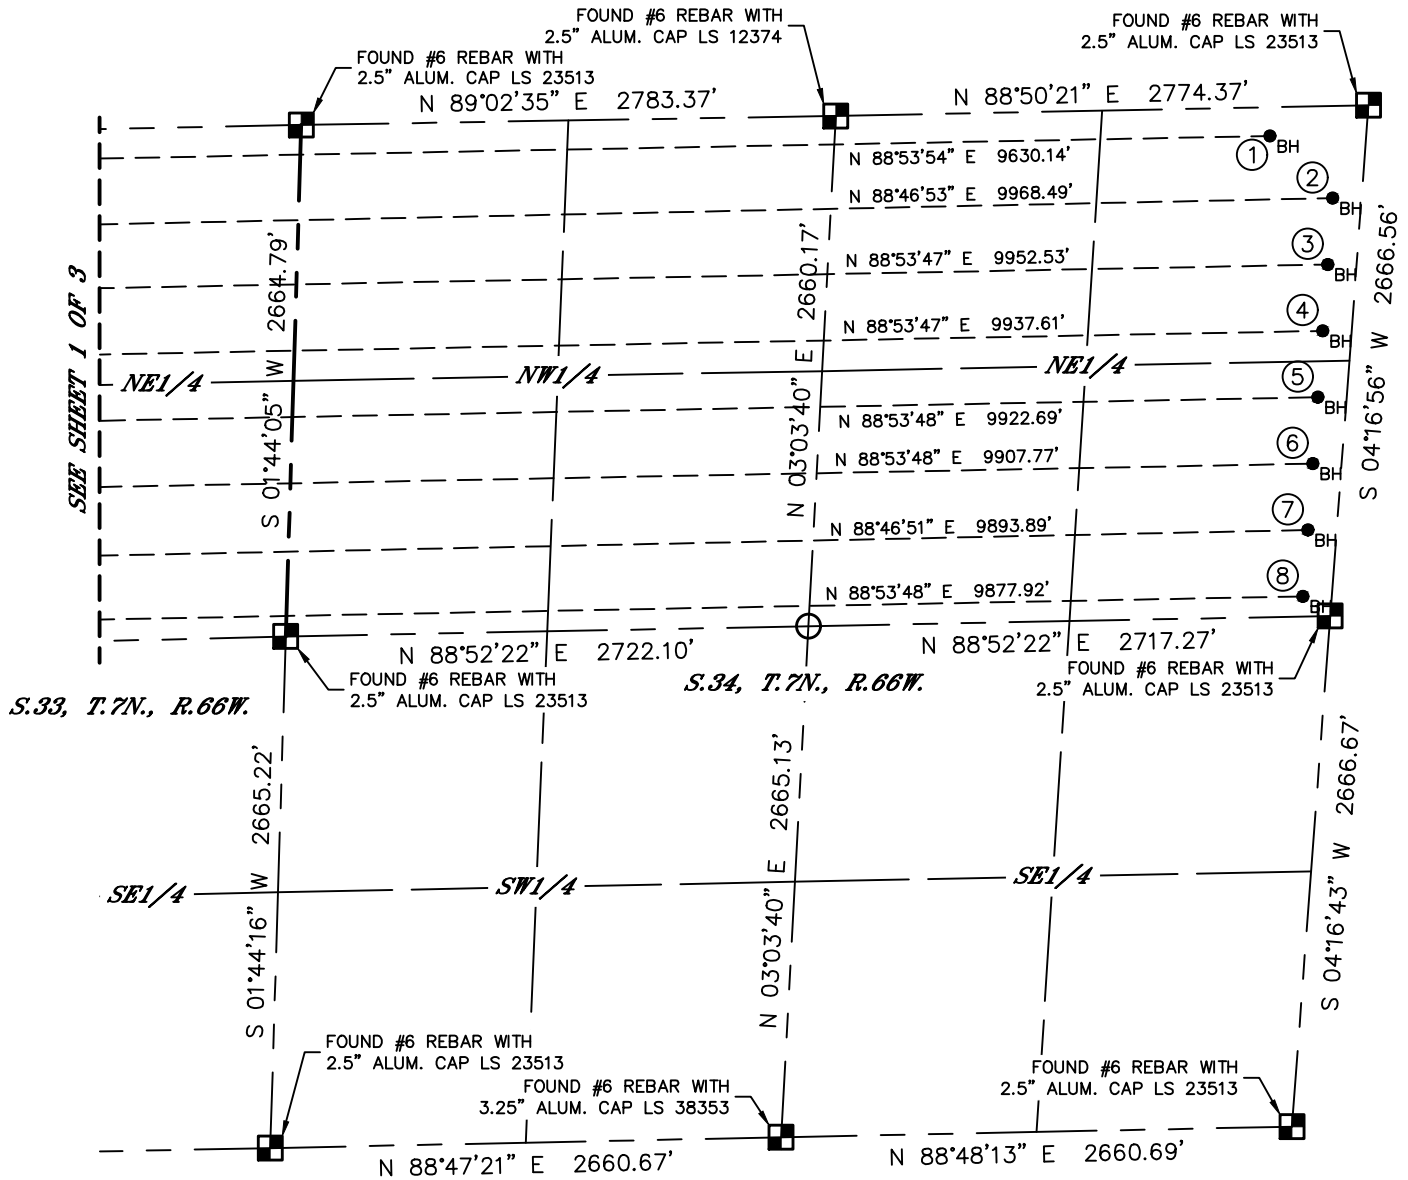 FOUND #6 REBAR WITH
2.5" ALUM. CAP LS 12374
FOUND #6 REBAR WITH
2.5" ALUM. CAP LS 23513
FOUND #6 REBAR WITH
2.5" ALUM. CAP LS 23513
N 89°02'35" E 2783.37'
N 88°50'21" E 2774.37'
N 88°53'54" E 9630.14'
1
BH
N 88°46'53" E 9968.49'
2
BH
N 88°53'47" E 9952.53'
3
BH
N 88°53'47" E 9937.61'
4
BH
SEE SHEET 1 OF 3
S 01°44'05" W 2664.79'
N 03°03'40" E 2660.17'
S 04°16'56" W 2666.56'
NE1/4
NW1/4
NE1/4
N 88°53'48" E 9922.69'
5
BH
N 88°53'48" E 9907.77'
6
BH
N 88°46'51" E 9893.89'
7
BH
N 88°53'48" E 9877.92'
8
BH
N 88°52'22" E 2722.10'
N 88°52'22" E 2717.27'
FOUND #6 REBAR WITH
2.5" ALUM. CAP LS 23513
S.34, T.7N., R.66W.
FOUND #6 REBAR WITH
2.5" ALUM. CAP LS 23513
S.33, T.7N., R.66W.
S 01°44'16" W 2665.22'
N 03°03'40" E 2665.13'
S 04°16'43" W 2666.67'
SE1/4
SW1/4
SE1/4
FOUND #6 REBAR WITH
2.5" ALUM. CAP LS 23513
FOUND #6 REBAR WITH
3.25" ALUM. CAP LS 38353
FOUND #6 REBAR WITH
2.5" ALUM. CAP LS 23513
N 88°47'21" E 2660.67'
N 88°48'13" E 2660.69'